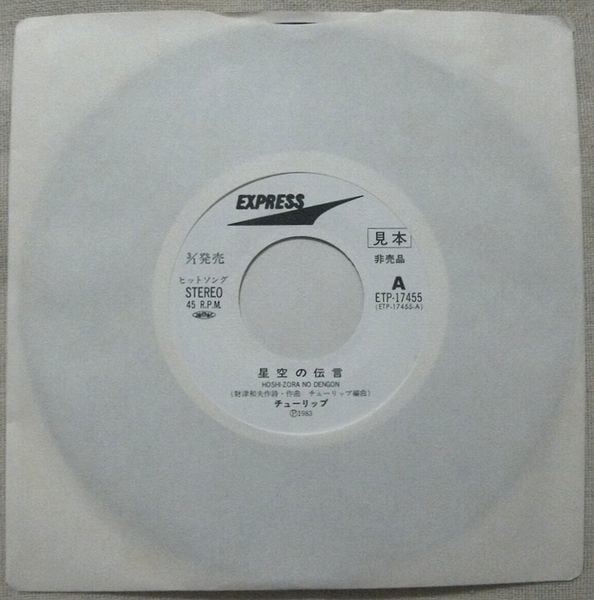 EXPRESS
見本
3/1発売
非売品
ヒットソング
A
STEREO
ETP-17455
45 R.P.M.
(ETP-17455-A)
星空の伝言
HOSHI-ZORA NO DENGON
(財津和夫作詩・作曲 チューリップ編曲)
チューリップ
Ⓟ1983